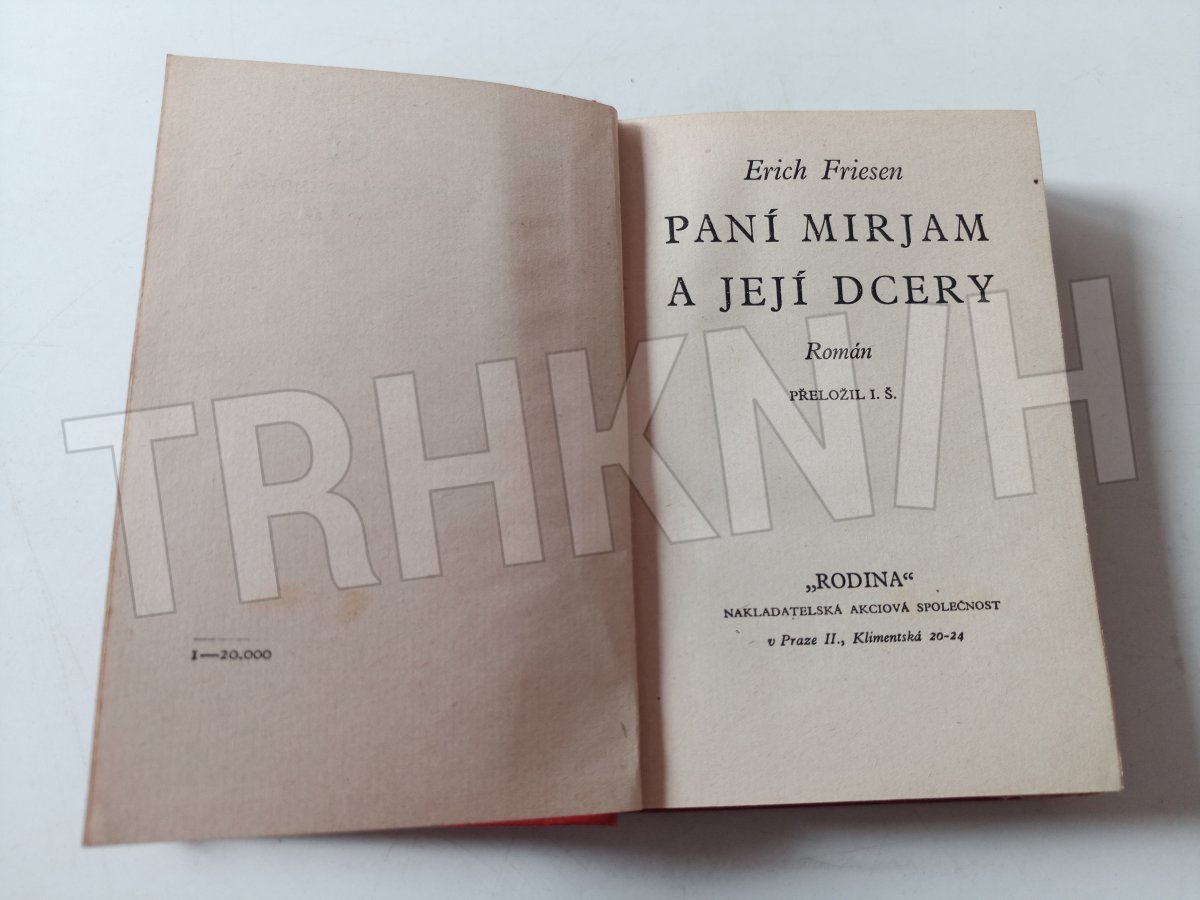 1—20.000
Erich Friesen
PANÍ MIRJAM
A JEJÍ DCERY
Román
PŘELOŽIL I. Š.
„RODINA“
NAKLADATELSKÁ AKCIOVÁ SPOLEČNOST
v Praze II., Klimentská 20-24
TRHKNIH